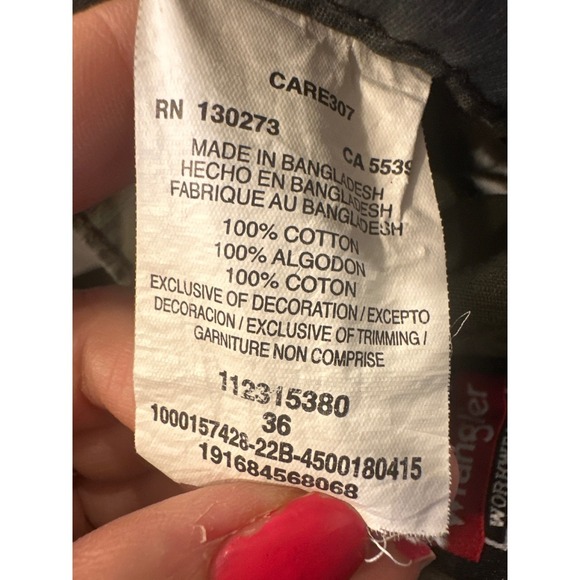 CARE307
RN 130273 CA 5539
MADE IN BANGLADESH
HECHO EN BANGLADESH
FABRIQUE AU BANGLADESH
100% COTTON
100% ALGODON
100% COTON
EXCLUSIVE OF DECORATION/EXCEPTO
DECORACION/EXCLUSIVE OF TRIMMING/
GARNITURE NON COMPRISE
112315380
36
1000157428-22B-4500180415
191684568068
Wrangler